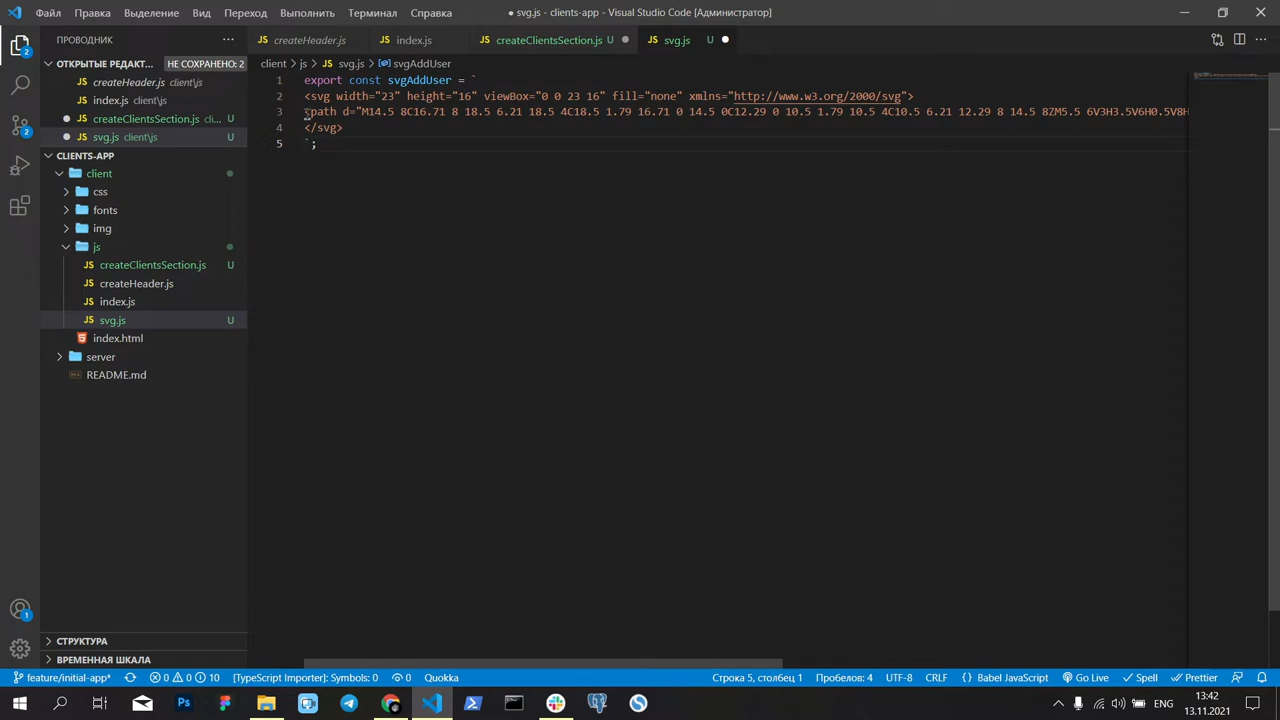 Файл Правка Выделение Вид Переход Выполнить Терминал Справка ● svg.js - clients-app - Visual Studio Code [Администратор]
ПРОВОДНИК ···
createHeader.js index.js createClientsSection.js U svg.js U
ОТКРЫТЫЕ РЕДАКТ... НЕ СОХРАНЕНО: 2
client > js > svg.js > svgAddUser
createHeader.js client\js
index.js client\js
createClientsSection.js cli...
svg.js client\js U
1 export const svgAddUser = `
2 <svg width="23" height="16" viewBox="0 0 23 16" fill="none" xmlns="http://www.w3.org/2000/svg">
3 <path d="M14.5 8C16.71 8 18.5 6.21 18.5 4C18.5 1.79 16.71 0 14.5 0C12.29 0 10.5 1.79 10.5 4C10.5 6.21 12.29 8 14.5 8ZM5.5 6V3H3.5V6H0.5V8H
4 </svg>
5 `;
CLIENTS-APP
client
css
fonts
img
js
createClientsSection.js U
createHeader.js
index.js
svg.js U
index.html
server
README.md
СТРУКТУРА
ВРЕМЕННАЯ ШКАЛА
2
2
1
feature/initial-app* 0 0 10 [TypeScript Importer]: Symbols: 0 0 Quokka Строка 5, столбец 1 Пробелов: 4 UTF-8 CRLF {} Babel JavaScript Go Live Spell Prettier
ENG 13:42
13.11.2021